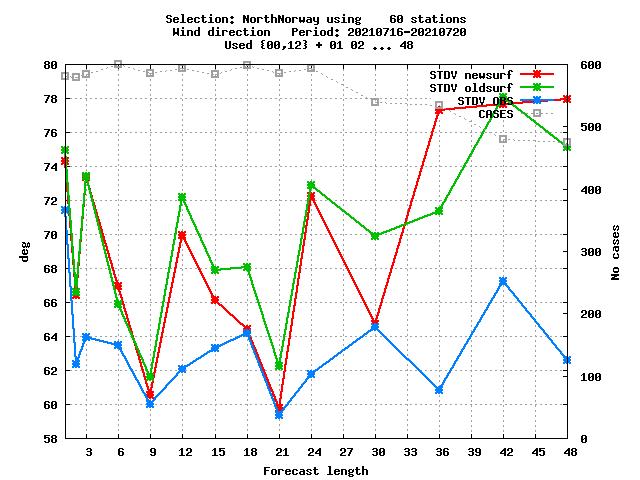 Selection: NorthNorway using    60 stations
Wind direction   Period: 20210716-20210720
Used {00,12} + 01 02 ... 48
80
78
76
74
72
70
68
66
64
62
60
58
deg
STDV newsurf
STDV oldsurf
STDV OBS
CASES
600
500
400
300
200
100
0
No cases
3 6 9 12 15 18 21 24 27 30 33 36 39 42 45 48
Forecast length